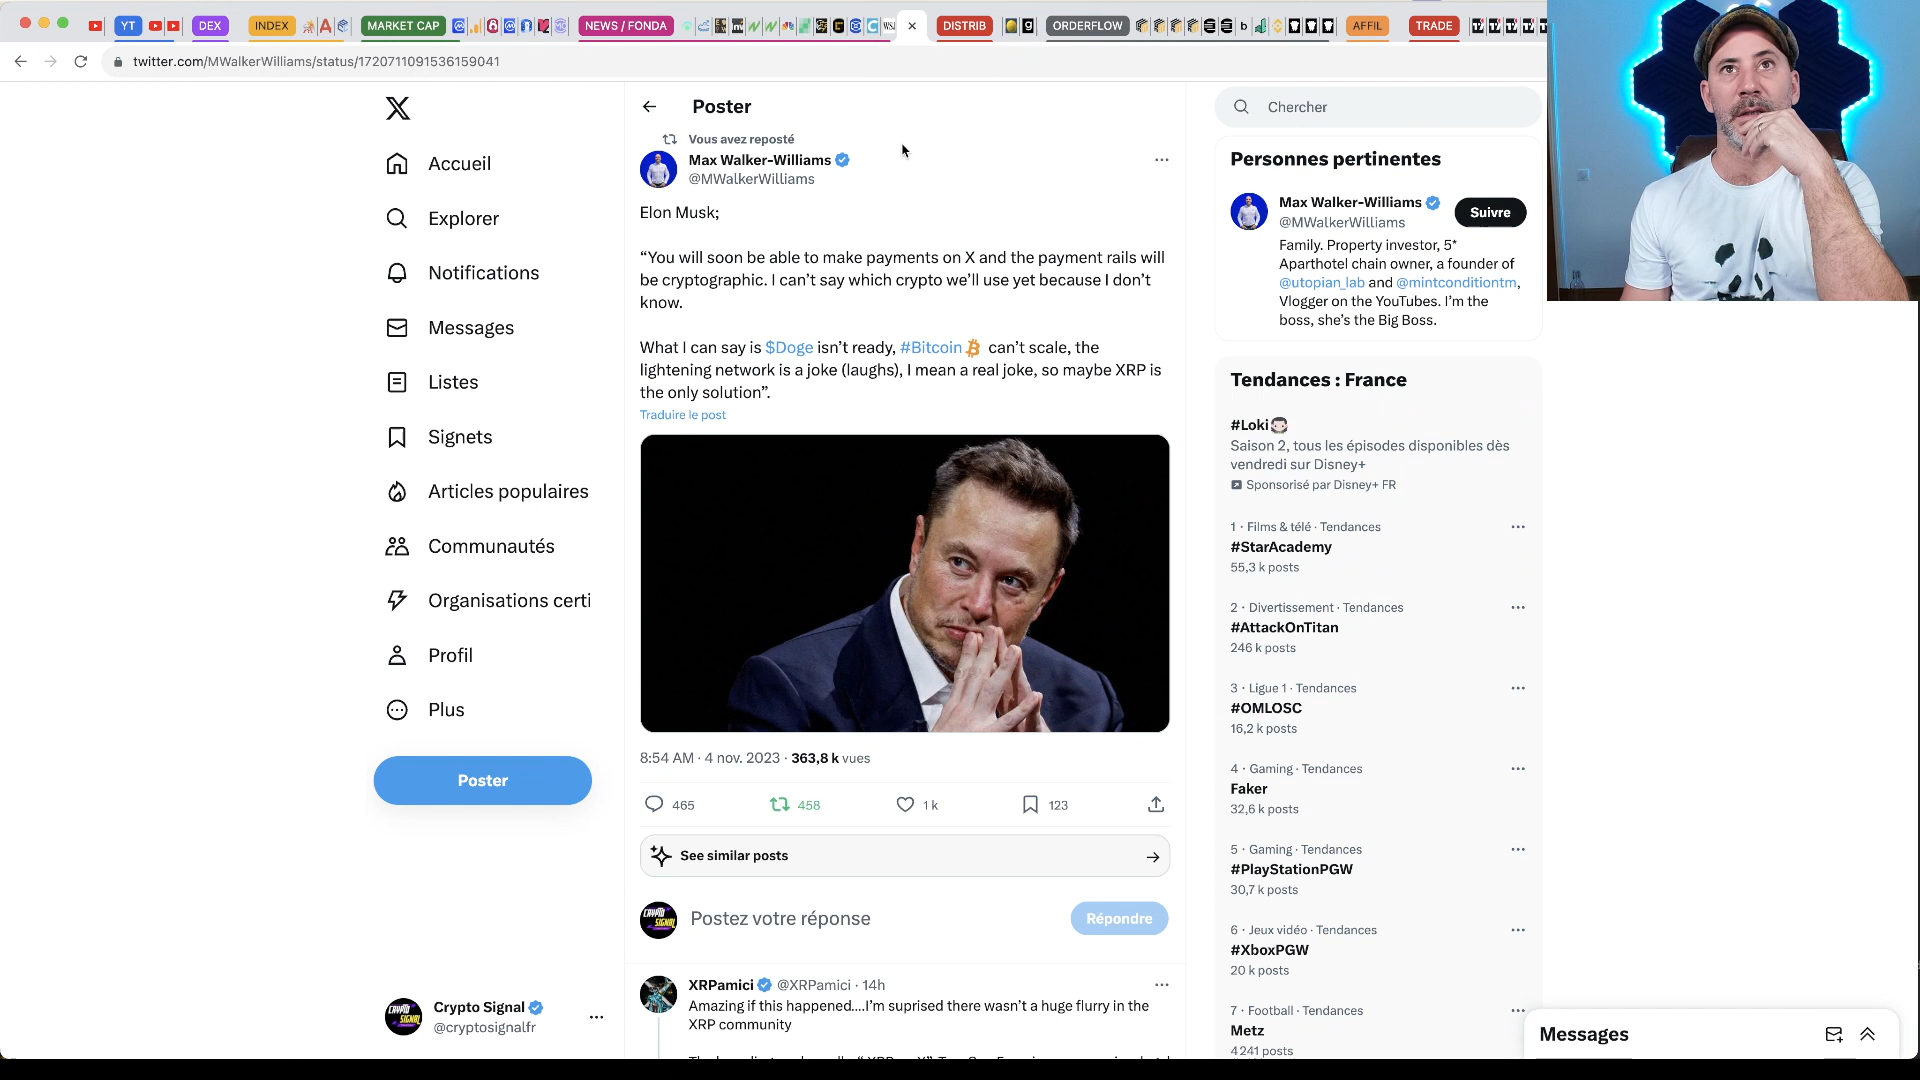 YT
DEX
INDEX
MARKET CAP
NEWS / FONDA
DISTRIB
ORDERFLOW
AFFIL
TRADE
twitter.com/MWalkerWilliams/status/1720711091536159041
Accueil
Explorer
Notifications
Messages
Listes
Signets
Articles populaires
Communautés
Organisations certi
Profil
Plus
Poster
Crypto Signal
@cryptosignalfr
Poster
Vous avez reposté
Max Walker-Williams
@MWalkerWilliams
Elon Musk;
“You will soon be able to make payments on X and the payment rails will
be cryptographic. I can’t say which crypto we’ll use yet because I don’t
know.
What I can say is $Doge isn’t ready, #Bitcoin can’t scale, the
lightening network is a joke (laughs), I mean a real joke, so maybe XRP is
the only solution”.
Traduire le post
8:54 AM · 4 nov. 2023 · 363,8 k vues
465
458
1 k
123
See similar posts
Postez votre réponse
Répondre
XRPamici @XRPamici · 14h
Amazing if this happened....I’m suprised there wasn’t a huge flurry in the
XRP community
Chercher
Personnes pertinentes
Max Walker-Williams
@MWalkerWilliams
Suivre
Family. Property investor, 5*
Aparthotel chain owner, a founder of
@utopian_lab and @mintconditiontm,
Vlogger on the YouTubes. I’m the
boss, she’s the Big Boss.
Tendances : France
#Loki
Saison 2, tous les épisodes disponibles dès
vendredi sur Disney+
Sponsorisé par Disney+ FR
1 · Films & télé · Tendances
#StarAcademy
55,3 k posts
2 · Divertissement · Tendances
#AttackOnTitan
246 k posts
3 · Ligue 1 · Tendances
#OMLOSC
16,2 k posts
4 · Gaming · Tendances
Faker
32,6 k posts
5 · Gaming · Tendances
#PlayStationPGW
30,7 k posts
6 · Jeux vidéo · Tendances
#XboxPGW
20 k posts
7 · Football · Tendances
Metz
4 241 posts
Messages